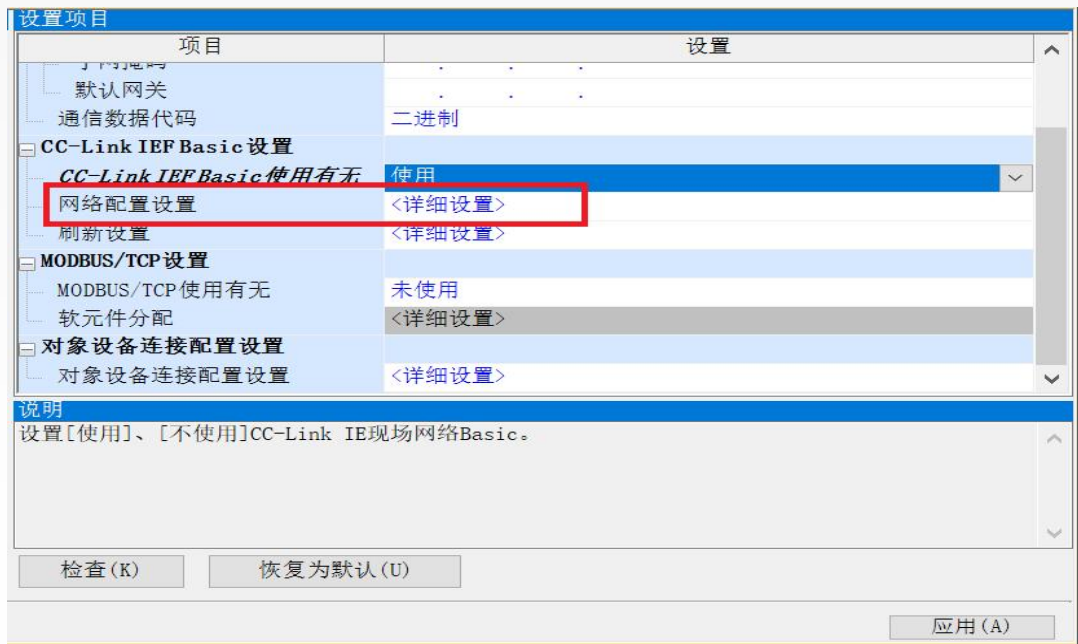 设置项目
项目 设置
子网掩码 . . .
默认网关 . . .
通信数据代码 二进制
CC-Link IEF Basic设置
CC-Link IEF Basic使用有无 使用
网络配置设置 <详细设置>
刷新设置 <详细设置>
MODBUS/TCP设置
MODBUS/TCP使用有无 未使用
软元件分配 <详细设置>
对象设备连接配置设置
对象设备连接配置设置 <详细设置>
说明
设置[使用]、[不使用]CC-Link IE现场网络Basic。
检查(K) 恢复为默认(U)
应用(A)